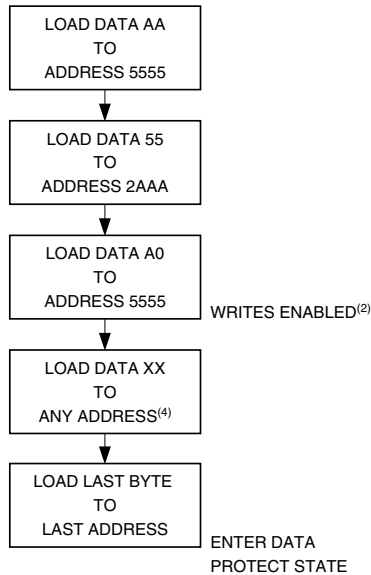 LOAD DATA AA
TO
ADDRESS 5555
LOAD DATA 55
TO
ADDRESS 2AAA
LOAD DATA A0
TO
ADDRESS 5555
WRITES ENABLED(2)
LOAD DATA XX
TO
ANY ADDRESS(4)
LOAD LAST BYTE
TO
LAST ADDRESS
ENTER DATA
PROTECT STATE